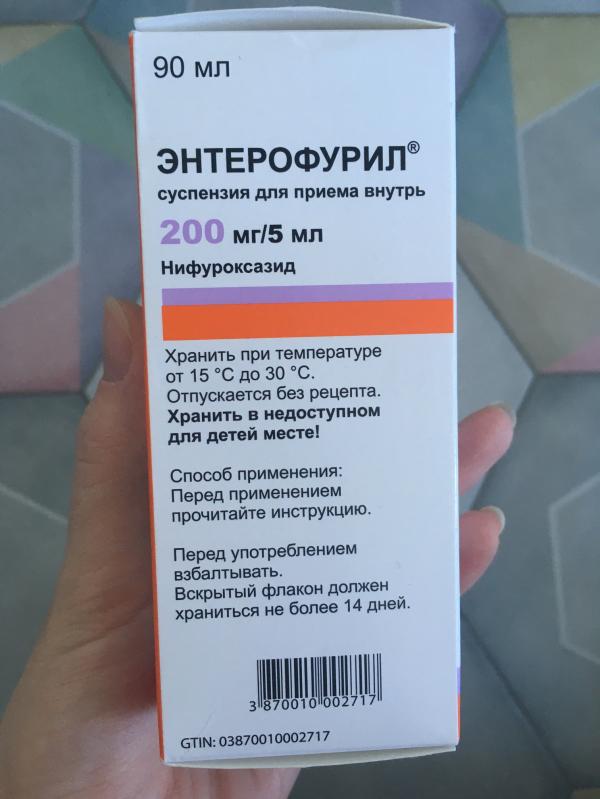 90 мл
ЭНТЕРОФУРИЛ®
суспензия для приема внутрь
200 мг/5 мл
Нифуроксазид
Хранить при температуре
от 15 °С до 30 °С.
Отпускается без рецепта.
Хранить в недоступном
для детей месте!
Способ применения:
Перед применением
прочитайте инструкцию.
Перед употреблением
взбалтывать.
Вскрытый флакон должен
храниться не более 14 дней.
3 870010 002717
GTIN: 03870010002717